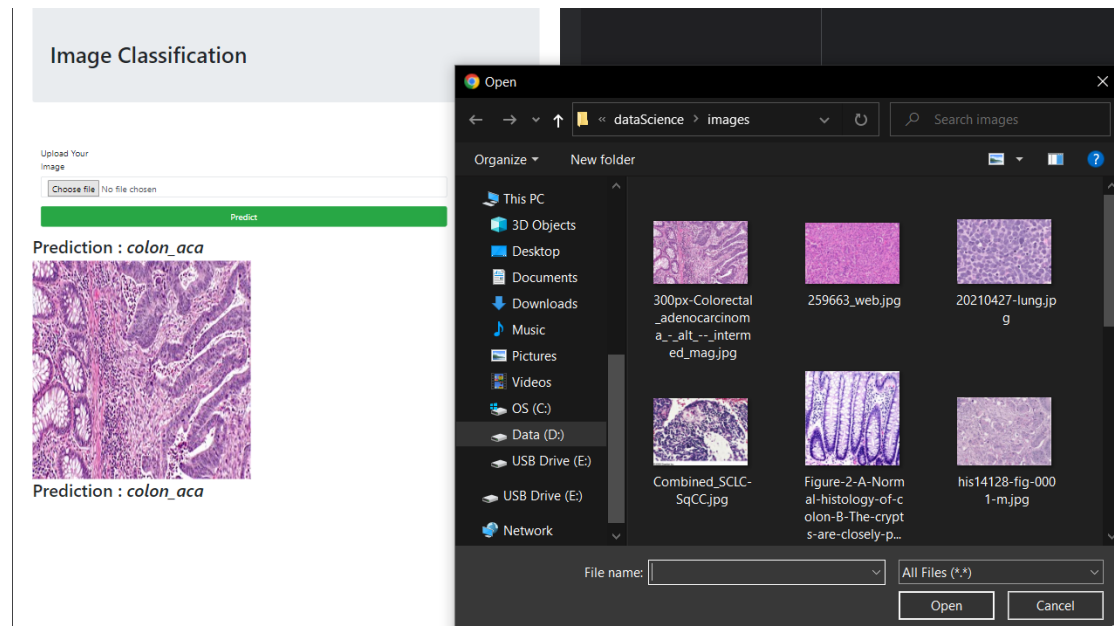 Image Classification
Upload Your
Image
Choose file No file chosen
Predict
Prediction : colon_aca
Prediction : colon_aca
Open
« dataScience > images
Search images
Organize
New folder
This PC
3D Objects
Desktop
Documents
Downloads
Music
Pictures
Videos
OS (C:)
Data (D:)
USB Drive (E:)
USB Drive (E:)
Network
300px-Colorectal
_adenocarcinom
a_-_alt_--_interm
ed_mag.jpg
259663_web.jpg
20210427-lung.jp
g
Combined_SCLC-
SqCC.jpg
Figure-2-A-Norm
al-histology-of-c
olon-B-The-crypt
s-are-closely-p...
his14128-fig-000
1-m.jpg
File name:
All Files (*.*)
Open
Cancel